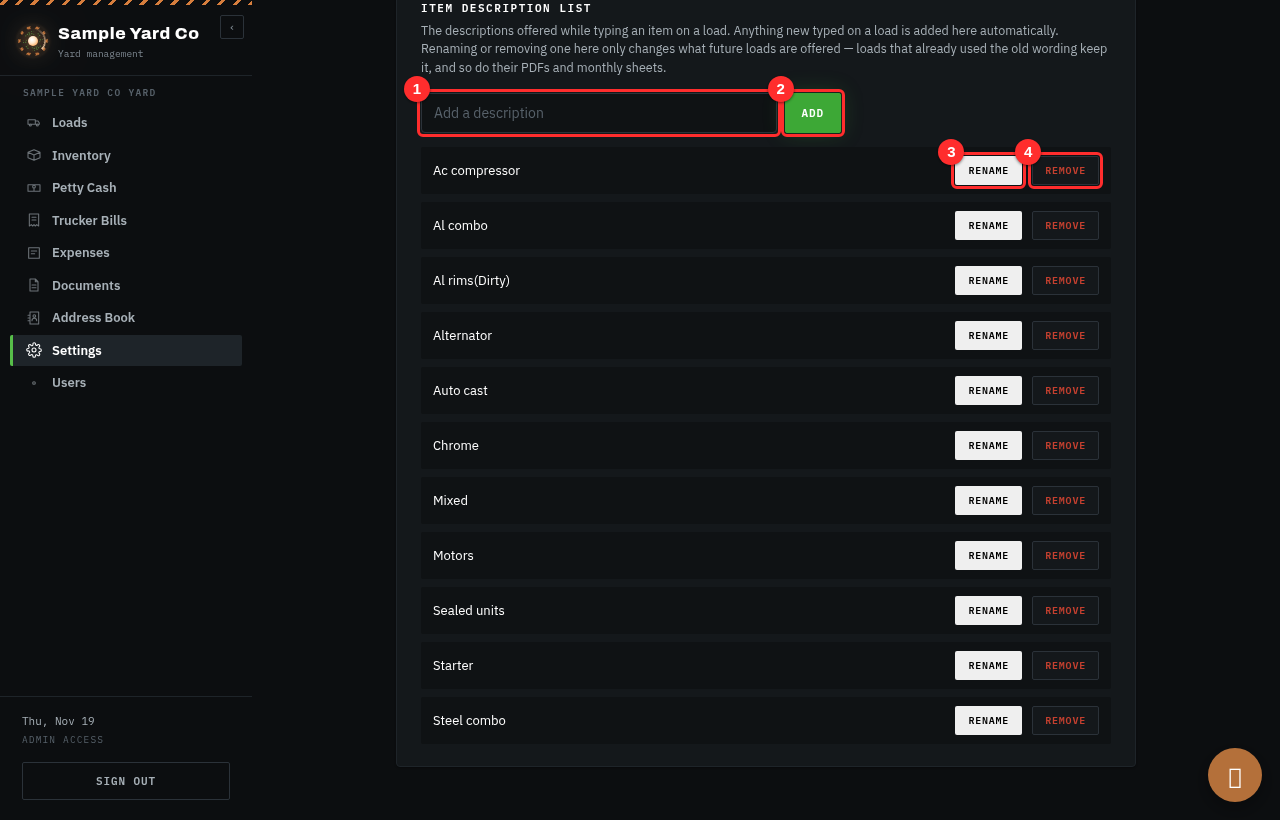 Sample Yard Co
Yard management
‹
SAMPLE YARD CO YARD
Loads
Inventory
Petty Cash
Trucker Bills
Expenses
Documents
Address Book
Settings
Users
Thu, Nov 19
ADMIN ACCESS
SIGN OUT
ITEM DESCRIPTION LIST
The descriptions offered while typing an item on a load. Anything new typed on a load is added here automatically.
Renaming or removing one here only changes what future loads are offered — loads that already used the old wording keep
it, and so do their PDFs and monthly sheets.
1 2
Add a description ADD
3 4
Ac compressor RENAME REMOVE
Al combo RENAME REMOVE
Al rims(Dirty) RENAME REMOVE
Alternator RENAME REMOVE
Auto cast RENAME REMOVE
Chrome RENAME REMOVE
Mixed RENAME REMOVE
Motors RENAME REMOVE
Sealed units RENAME REMOVE
Starter RENAME REMOVE
Steel combo RENAME REMOVE